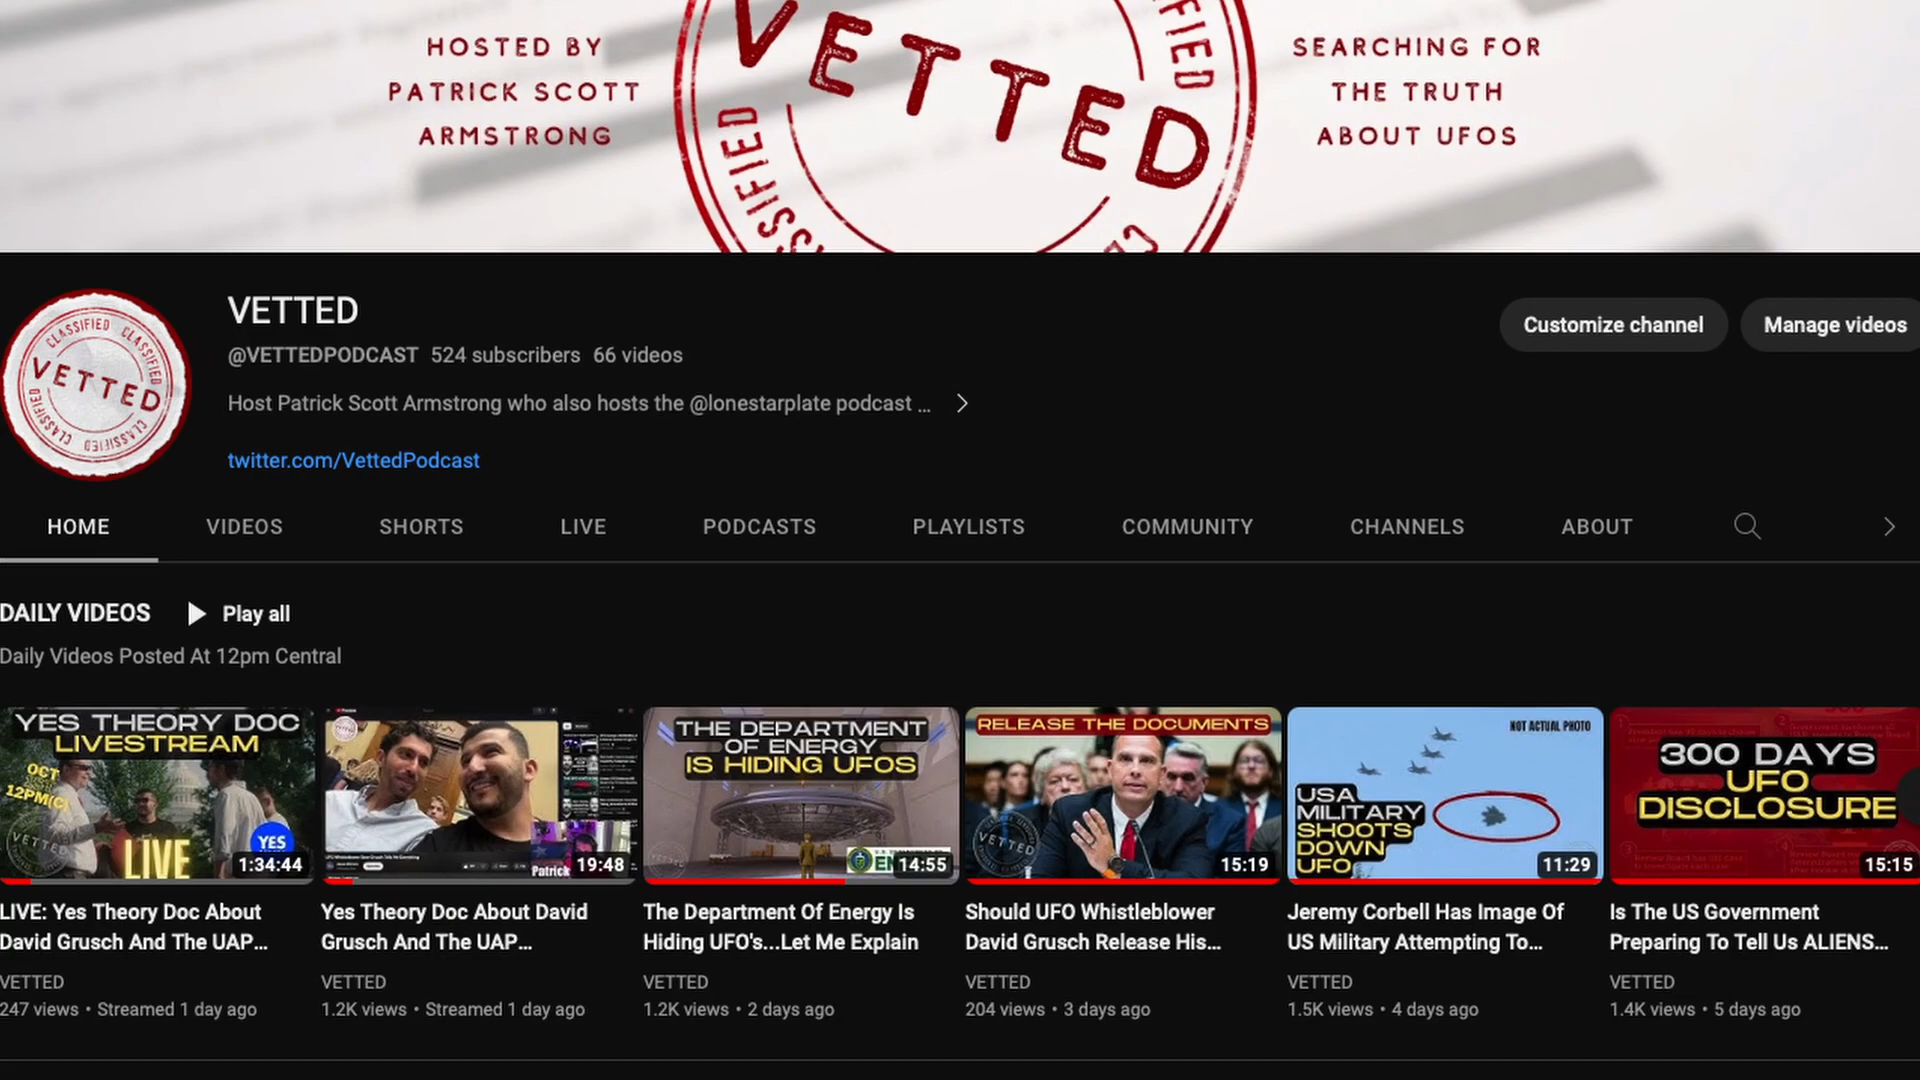 HOSTED BY
PATRICK SCOTT
ARMSTRONG
VETTED
CLASSIFIED
SEARCHING FOR
THE TRUTH
ABOUT UFOS
CLASSIFIED CLASSIFIED
VETTED
CLASSIFIED CLASSIFIED
VETTED
@VETTEDPODCAST 524 subscribers 66 videos
Host Patrick Scott Armstrong who also hosts the @lonestarplate podcast ...
twitter.com/VettedPodcast
Customize channel
Manage videos
HOME VIDEOS SHORTS LIVE PODCASTS PLAYLISTS COMMUNITY CHANNELS ABOUT
DAILY VIDEOS Play all
Daily Videos Posted At 12pm Central
YES THEORY DOC
LIVESTREAM
OCT
12PM(C)
VETTED
LIVE
YES
1:34:44
Patrick
19:48
THE DEPARTMENT
OF ENERGY
IS HIDING UFOS
EN
14:55
RELEASE THE DOCUMENTS
VETTED
15:19
NOT ACTUAL PHOTO
USA
MILITARY
SHOOTS
DOWN
UFO
11:29
300 DAYS
UFO
DISCLOSURE
15:15
LIVE: Yes Theory Doc About
David Grusch And The UAP...
VETTED
247 views • Streamed 1 day ago
Yes Theory Doc About David
Grusch And The UAP...
VETTED
1.2K views • Streamed 1 day ago
The Department Of Energy Is
Hiding UFO's...Let Me Explain
VETTED
1.2K views • 2 days ago
Should UFO Whistleblower
David Grusch Release His...
VETTED
204 views • 3 days ago
Jeremy Corbell Has Image Of
US Military Attempting To...
VETTED
1.5K views • 4 days ago
Is The US Government
Preparing To Tell Us ALIENS...
VETTED
1.4K views • 5 days ago